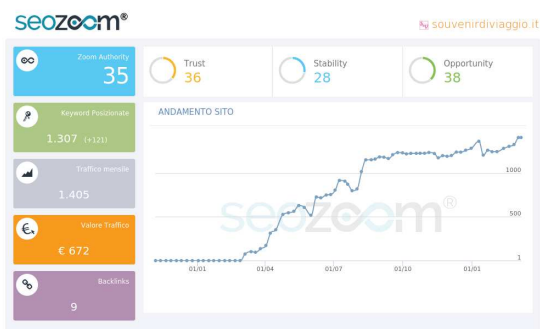 seozoom®
souvenirdiviaggio.it
Zoom Authority
35
Trust
36
Stability
28
Opportunity
38
Keyword Posizionate
1.307 (+121)
Traffico mensile
1.405
Valore Traffico
€ 672
Backlinks
9
ANDAMENTO SITO
seozoom®
1000
500
1
01/01
01/04
01/07
01/10
01/01